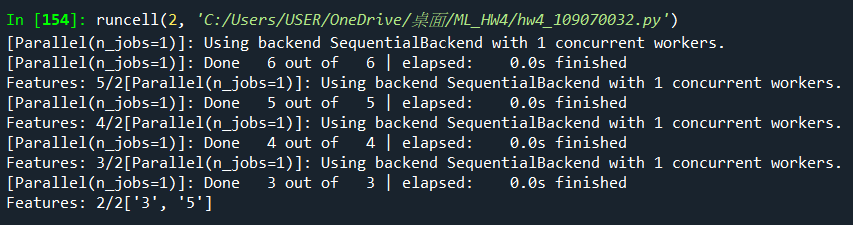 In [154]: runcell(2, 'C:/Users/USER/OneDrive/桌面/ML_HW4/hw4_109070032.py')
[Parallel(n_jobs=1)]: Using backend SequentialBackend with 1 concurrent workers.
[Parallel(n_jobs=1)]: Done   6 out of   6 | elapsed:    0.0s finished
Features: 5/2[Parallel(n_jobs=1)]: Using backend SequentialBackend with 1 concurrent workers.
[Parallel(n_jobs=1)]: Done   5 out of   5 | elapsed:    0.0s finished
Features: 4/2[Parallel(n_jobs=1)]: Using backend SequentialBackend with 1 concurrent workers.
[Parallel(n_jobs=1)]: Done   4 out of   4 | elapsed:    0.0s finished
Features: 3/2[Parallel(n_jobs=1)]: Using backend SequentialBackend with 1 concurrent workers.
[Parallel(n_jobs=1)]: Done   3 out of   3 | elapsed:    0.0s finished
Features: 2/2['3', '5']